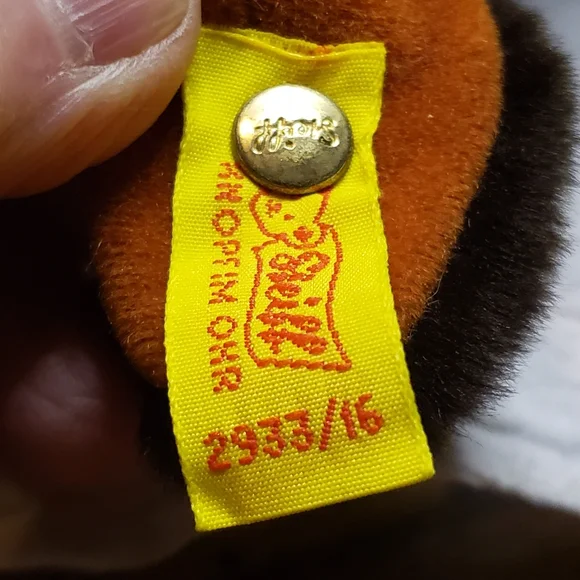 Steiff
KNOPF IM OHR
Steiff
2933/16